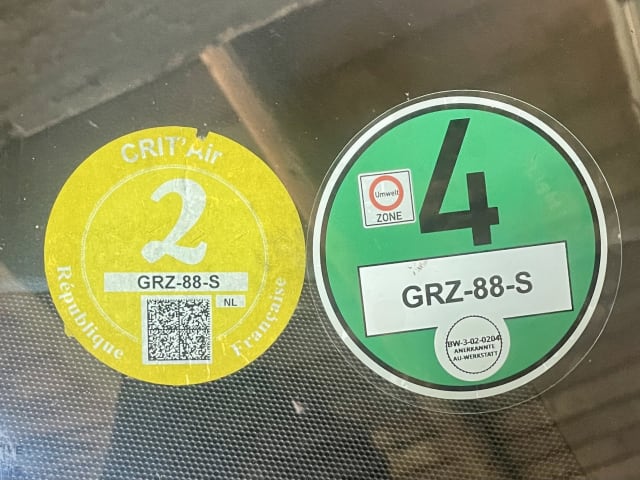 CRIT'Air
2
GRZ-88-S
NL
République
Française
4
Umwelt
ZONE
GRZ-88-S
BW-3-02-0204
ANERKANNTE
AU-WERKSTATT